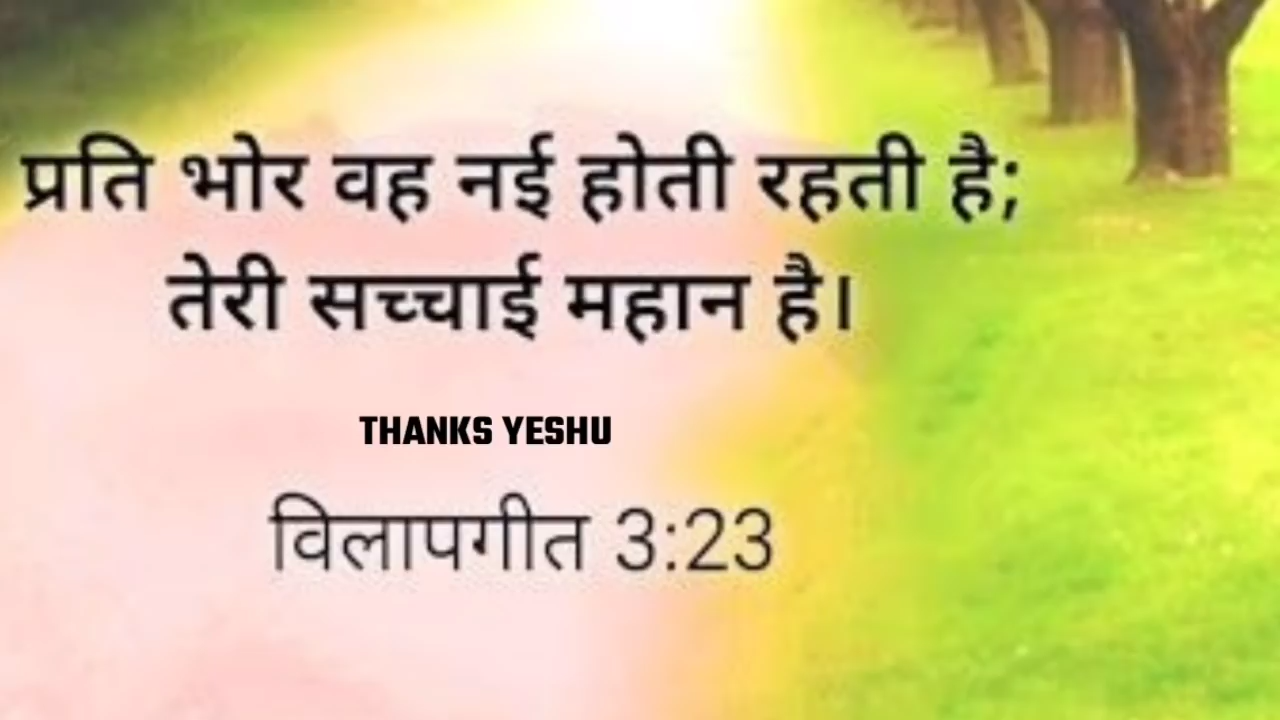 प्रति भोर वह नई होती रहती है;
तेरी सच्चाई महान है।
THANKS YESHU
विलापगीत 3:23